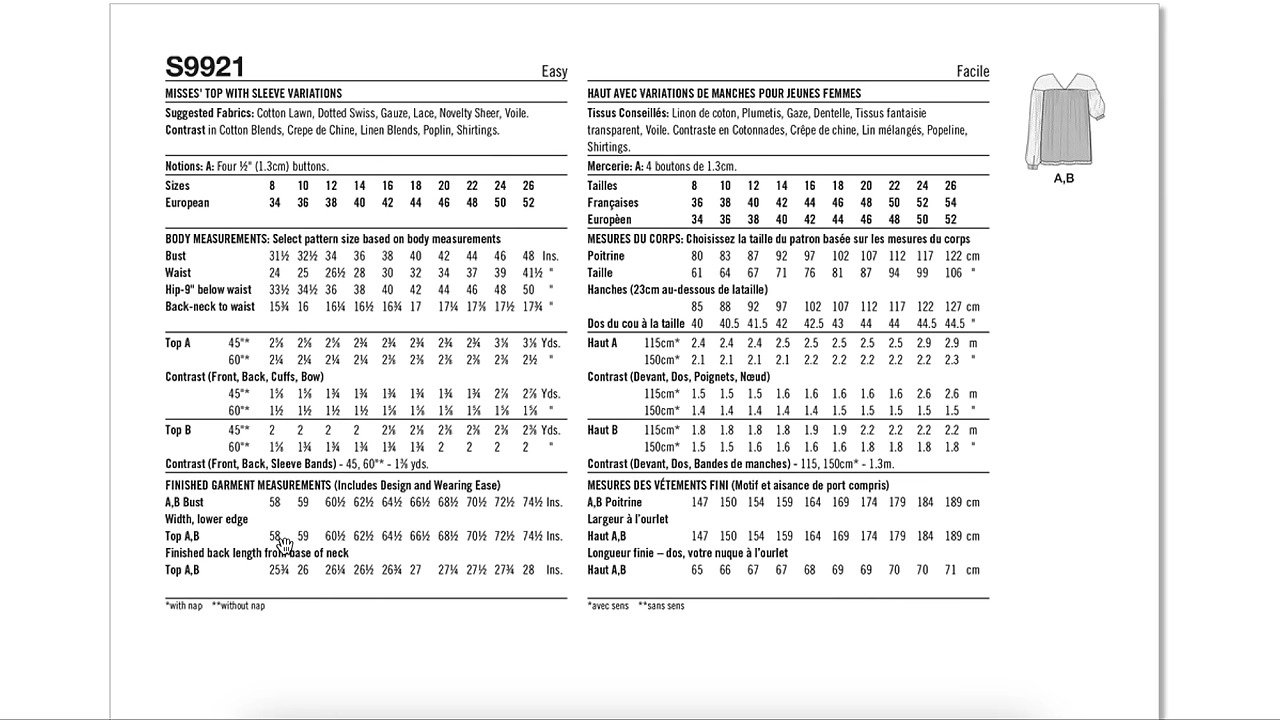 S9921 Easy
MISSES' TOP WITH SLEEVE VARIATIONS
Suggested Fabrics: Cotton Lawn, Dotted Swiss, Gauze, Lace, Novelty Sheer, Voile.
Contrast in Cotton Blends, Crepe de Chine, Linen Blends, Poplin, Shirtings.
Notions: A: Four ½" (1.3cm) buttons.
Sizes 8 10 12 14 16 18 20 22 24 26
European 34 36 38 40 42 44 46 48 50 52
BODY MEASUREMENTS: Select pattern size based on body measurements
Bust 31½ 32½ 34 36 38 40 42 44 46 48 Ins.
Waist 24 25 26½ 28 30 32 34 37 39 41½ "
Hip-9" below waist 33½ 34½ 36 38 40 42 44 46 48 50 "
Back-neck to waist 15¾ 16 16¼ 16½ 16¾ 17 17¼ 17⅜ 17½ 17¾ "
Top A 45"* 2⅝ 2⅝ 2⅝ 2¾ 2¾ 2¾ 2¾ 2¾ 3⅛ 3⅛ Yds.
60"* 2¼ 2¼ 2¼ 2¼ 2⅜ 2⅜ 2⅜ 2⅜ 2⅜ 2½ "
Contrast (Front, Back, Cuffs, Bow)
45"* 1⅝ 1⅝ 1¾ 1¾ 1¾ 1¾ 1¾ 1¾ 2⅞ 2⅞ Yds.
60"* 1½ 1½ 1½ 1½ 1⅝ 1⅝ 1⅝ 1⅝ 1⅝ 1⅝ "
Top B 45"* 2 2 2 2 2⅛ 2⅛ 2⅜ 2⅜ 2⅜ 2⅜ Yds.
60"* 1⅝ 1¾ 1¾ 1¾ 1¾ 1¾ 2 2 2 2 "
Contrast (Front, Back, Sleeve Bands) - 45, 60"* - 1⅜ yds.
FINISHED GARMENT MEASUREMENTS (Includes Design and Wearing Ease)
A,B Bust 58 59 60½ 62½ 64½ 66½ 68½ 70½ 72½ 74½ Ins.
Width, lower edge
Top A,B 58 59 60½ 62½ 64½ 66½ 68½ 70½ 72½ 74½ Ins.
Finished back length from base of neck
Top A,B 25¾ 26 26¼ 26½ 26¾ 27 27¼ 27½ 27¾ 28 Ins.
*with nap **without nap
Facile
HAUT AVEC VARIATIONS DE MANCHES POUR JEUNES FEMMES
Tissus Conseillés: Linon de coton, Plumetis, Gaze, Dentelle, Tissus fantaisie
transparent, Voile. Contraste en Cotonnades, Crêpe de chine, Lin mélangés, Popeline,
Shirtings.
Mercerie: A: 4 boutons de 1.3cm.
Tailles 8 10 12 14 16 18 20 22 24 26
Françaises 36 38 40 42 44 46 48 50 52 54
Europèen 34 36 38 40 42 44 46 48 50 52
MESURES DU CORPS: Choisissez la taille du patron basée sur les mesures du corps
Poitrine 80 83 87 92 97 102 107 112 117 122 cm
Taille 61 64 67 71 76 81 87 94 99 106 "
Hanches (23cm au-dessous de lataille)
85 88 92 97 102 107 112 117 122 127 cm
Dos du cou à la taille 40 40.5 41.5 42 42.5 43 44 44 44.5 44.5 "
Haut A 115cm* 2.4 2.4 2.4 2.5 2.5 2.5 2.5 2.5 2.9 2.9 m
150cm* 2.1 2.1 2.1 2.1 2.2 2.2 2.2 2.2 2.2 2.3 "
Contrast (Devant, Dos, Poignets, Nœud)
115cm* 1.5 1.5 1.5 1.6 1.6 1.6 1.6 1.6 2.6 2.6 m
150cm* 1.4 1.4 1.4 1.4 1.4 1.5 1.5 1.5 1.5 1.5 "
Haut B 115cm* 1.8 1.8 1.8 1.8 1.9 1.9 2.2 2.2 2.2 2.2 m
150cm* 1.5 1.5 1.6 1.6 1.6 1.6 1.8 1.8 1.8 1.8 "
Contrast (Devant, Dos, Bandes de manches) - 115, 150cm* - 1.3m.
MESURES DES VÉTEMENTS FINI (Motif et aisance de port compris)
A,B Poitrine 147 150 154 159 164 169 174 179 184 189 cm
Largeur à l'ourlet
Haut A,B 147 150 154 159 164 169 174 179 184 189 cm
Longueur finie – dos, votre nuque à l'ourlet
Haut A,B 65 66 67 67 68 69 69 70 70 71 cm
*avec sens **sans sens
A,B